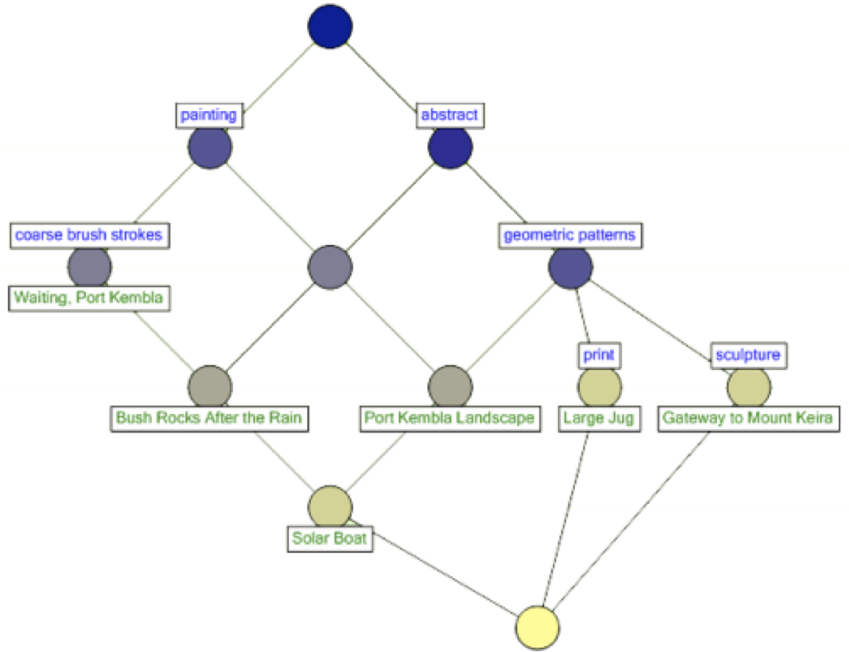 painting
abstract
coarse brush strokes
geometric patterns
Waiting, Port Kembla
print
sculpture
Bush Rocks After the Rain
Port Kembla Landscape
Large Jug
Gateway to Mount Keira
Solar Boat